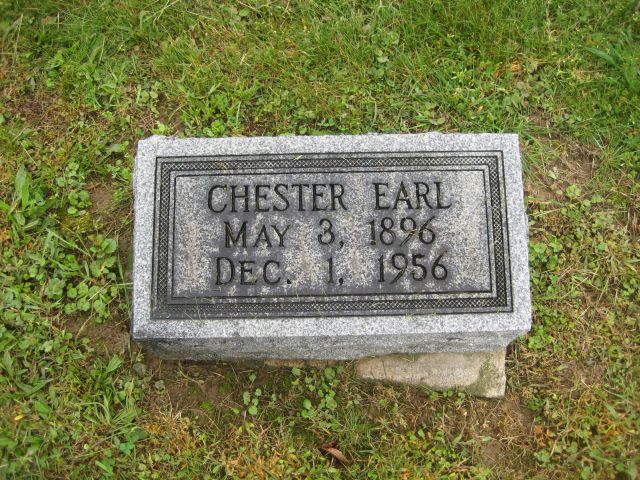 Chester Earl
May 3, 1896
Dec. 1, 1956